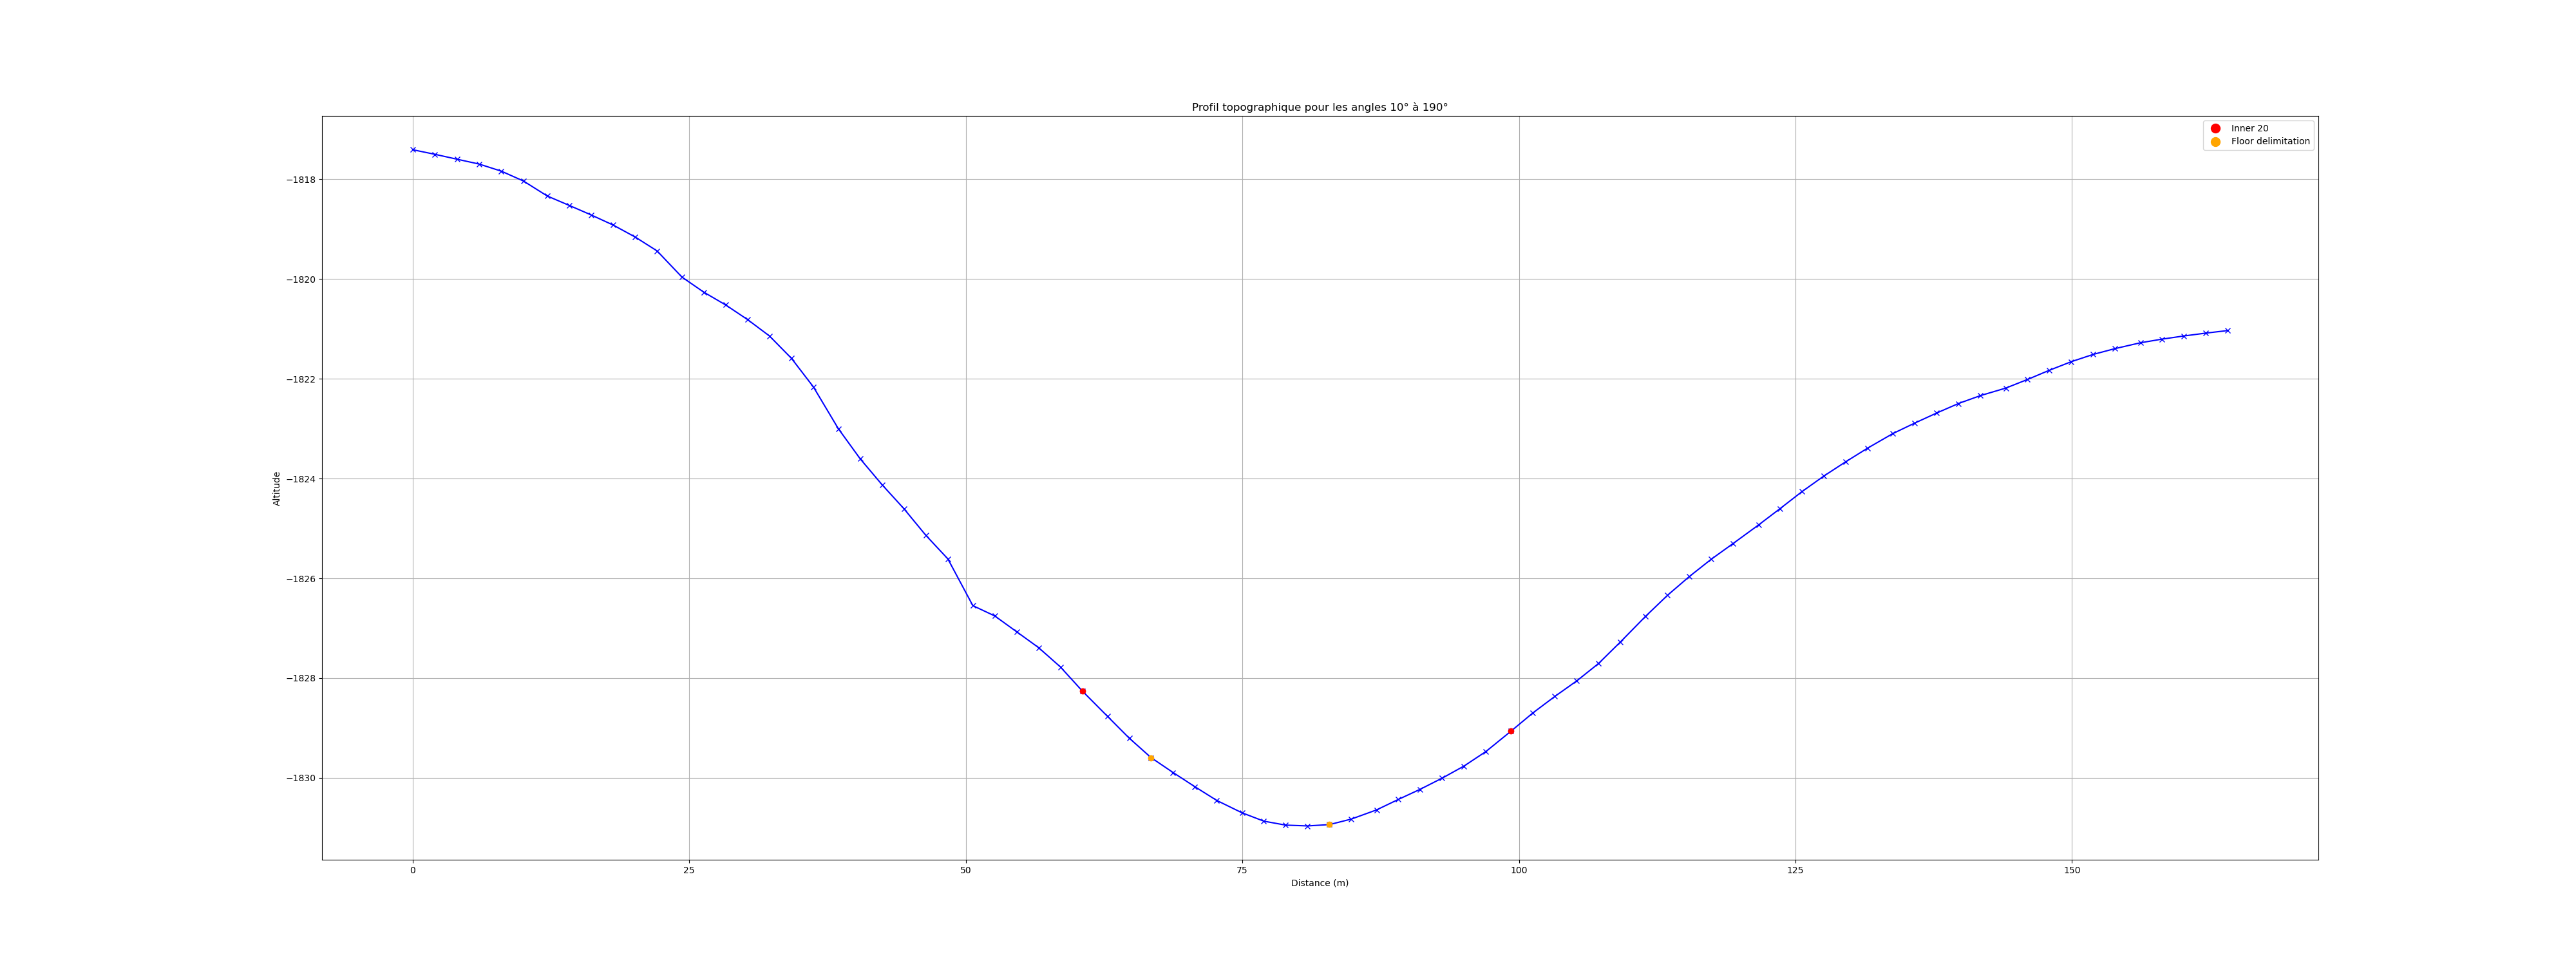 Profil topographique pour les angles 10° à 190°
Inner 20
Floor delimitation
−1818
−1820
−1822
−1824
−1826
−1828
−1830
Altitude
0
25
50
75
100
125
150
Distance (m)